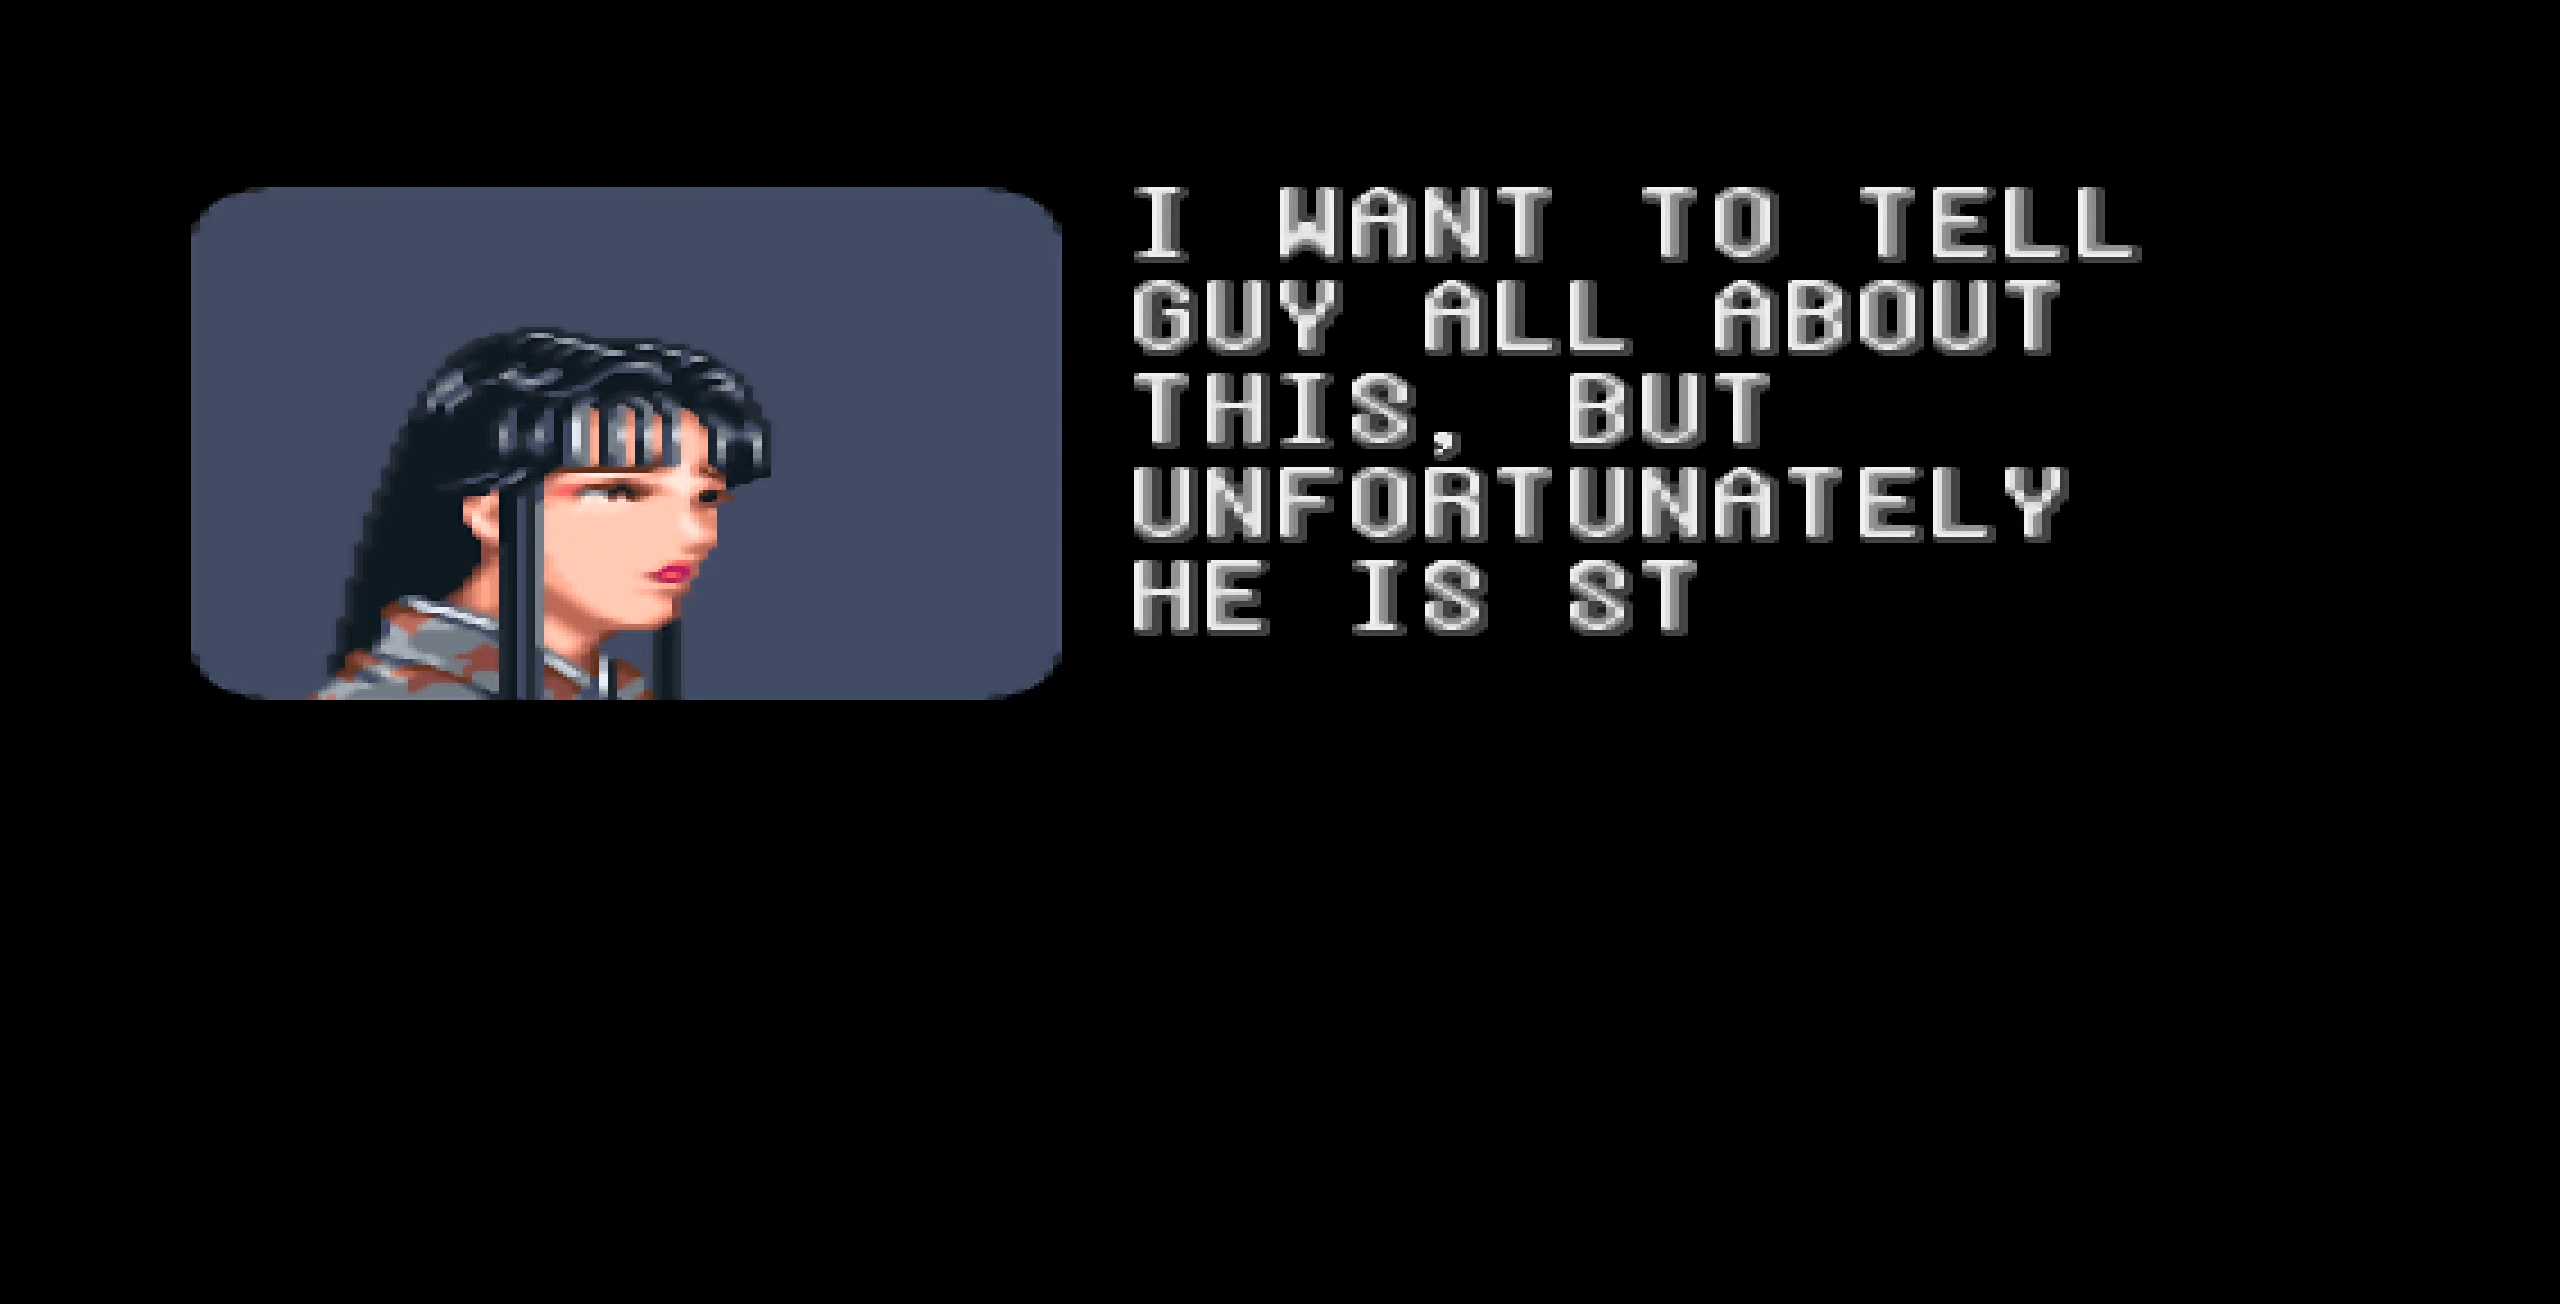 I WANT TO TELL
GUY ALL ABOUT
THIS, BUT
UNFORTUNATELY
HE IS ST